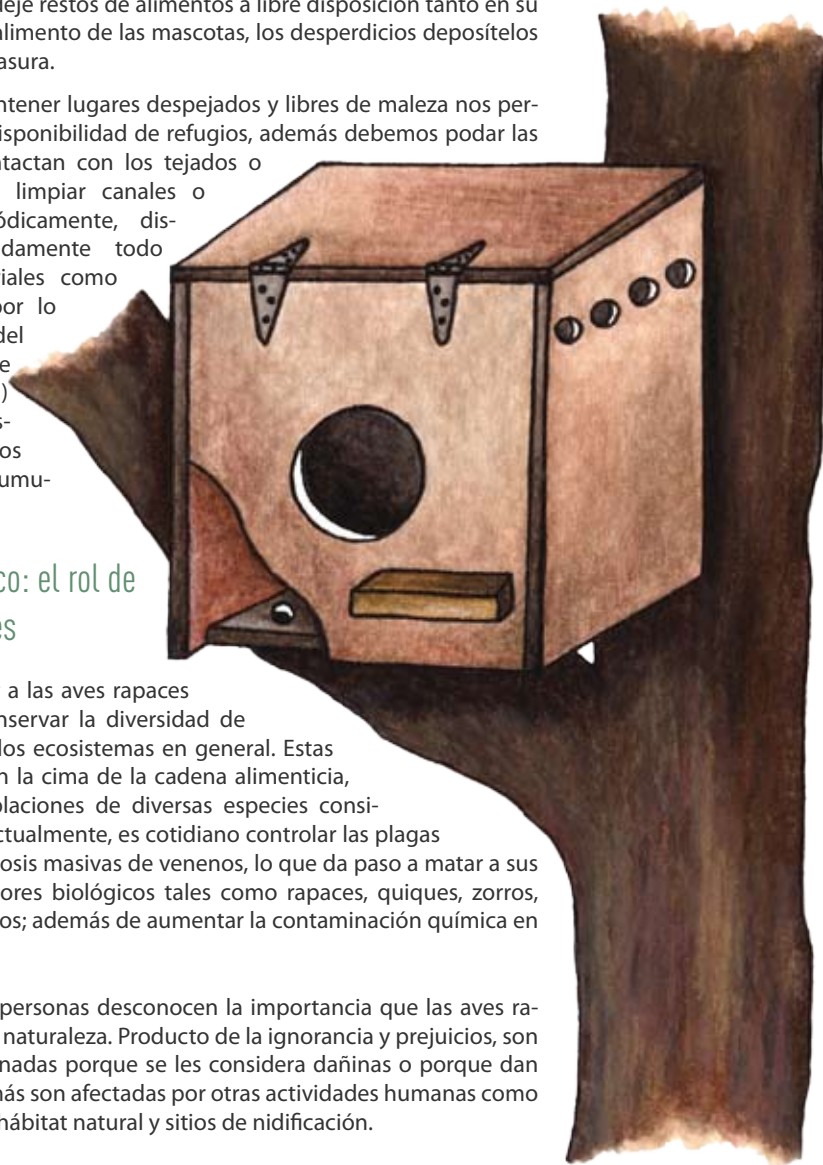 deje restos de alimentos a libre disposición tanto en su
alimento de las mascotas, los desperdicios deposítelos
asura.
ntener lugares despejados y libres de maleza nos per-
disponibilidad de refugios, además debemos podar las
ntactan con los tejados o
limpiar canales o
ódicamente, dis-
damente todo
riales como
por lo
del
e
)
s-
os
umu-
co: el rol de
es
r a las aves rapaces
nservar la diversidad de
los ecosistemas en general. Estas
n la cima de la cadena alimenticia,
blaciones de diversas especies consi-
ctualmente, es cotidiano controlar las plagas
osis masivas de venenos, lo que da paso a matar a sus
ores biológicos tales como rapaces, quiques, zorros,
os; además de aumentar la contaminación química en
personas desconocen la importancia que las aves ra-
naturaleza. Producto de la ignorancia y prejuicios, son
nadas porque se les considera dañinas o porque dan
más son afectadas por otras actividades humanas como
hábitat natural y sitios de nidificación.